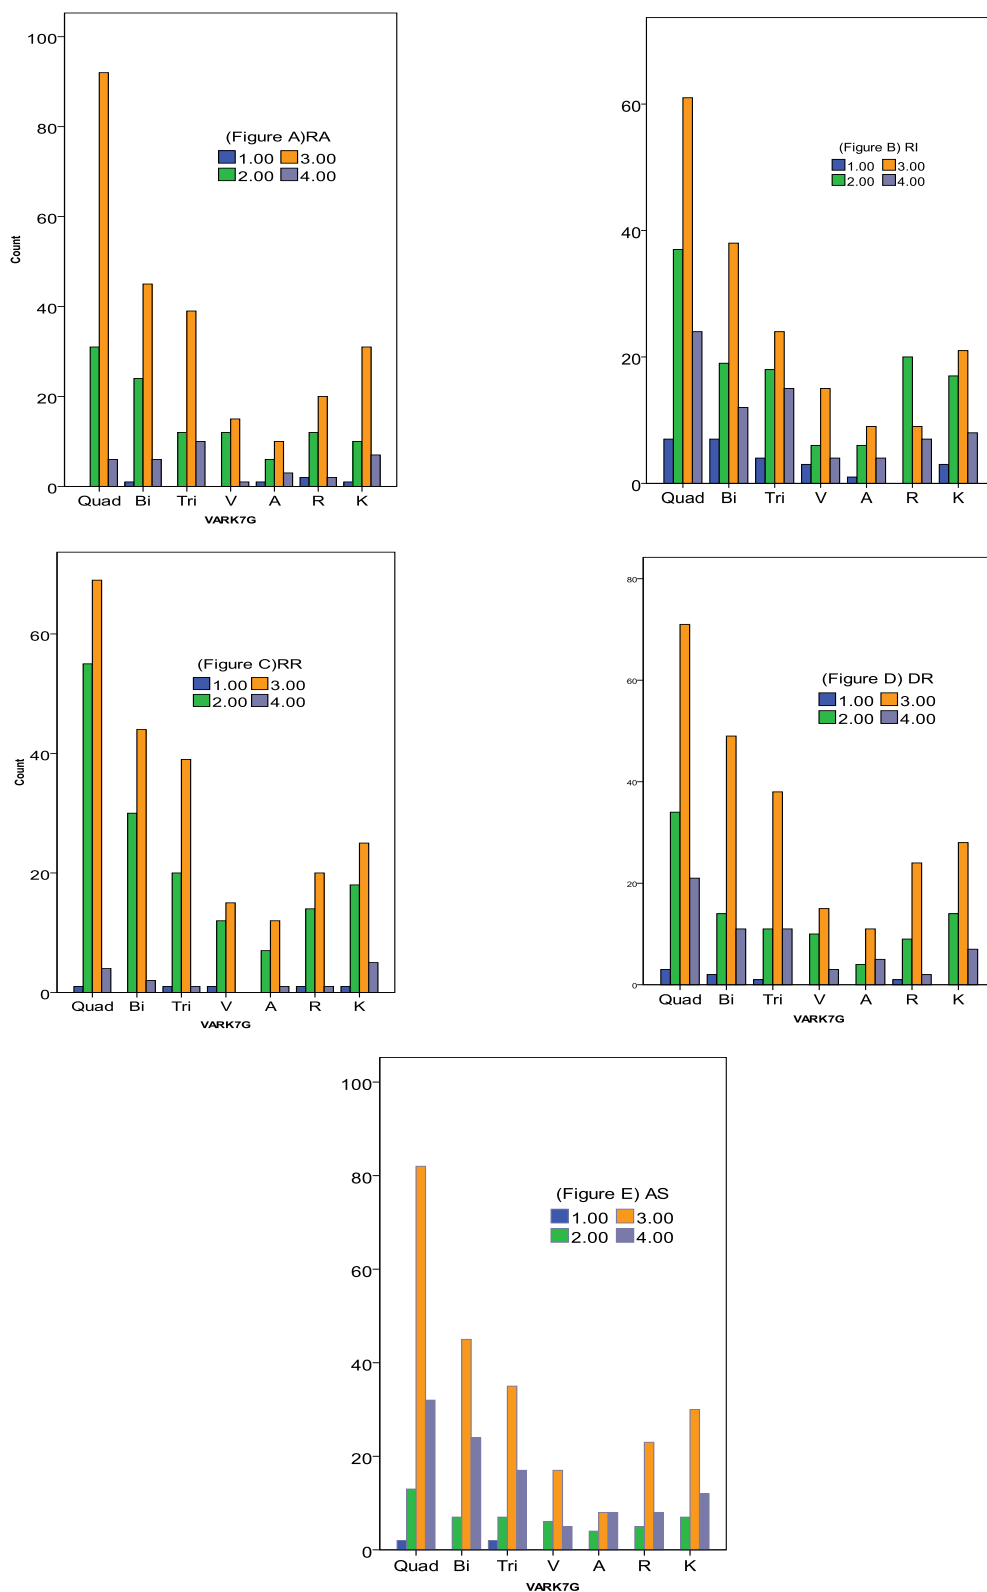 100
80
60
40
20
0
Count
(Figure A)RA
1.00 3.00
2.00 4.00
Quad Bi Tri V A R K
VARK7G
60
40
20
0
(Figure B) RI
1.00 3.00
2.00 4.00
Quad Bi Tri V A R K
60
40
20
0
Count
(Figure C)RR
1.00 3.00
2.00 4.00
Quad Bi Tri V A R K
VARK7G
80
60
40
20
0
(Figure D) DR
1.00 3.00
2.00 4.00
Quad Bi Tri V A R K
VARK7G
100
80
60
40
20
0
(Figure E) AS
1.00 3.00
2.00 4.00
Quad Bi Tri V A R K
VARK7G